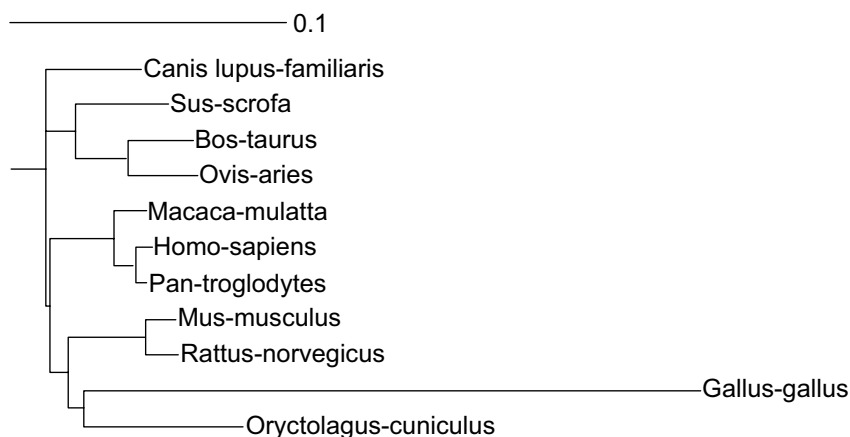 0.1
Canis lupus-familiaris
Sus-scrofa
Bos-taurus
Ovis-aries
Macaca-mulatta
Homo-sapiens
Pan-troglodytes
Mus-musculus
Rattus-norvegicus
Gallus-gallus
Oryctolagus-cuniculus